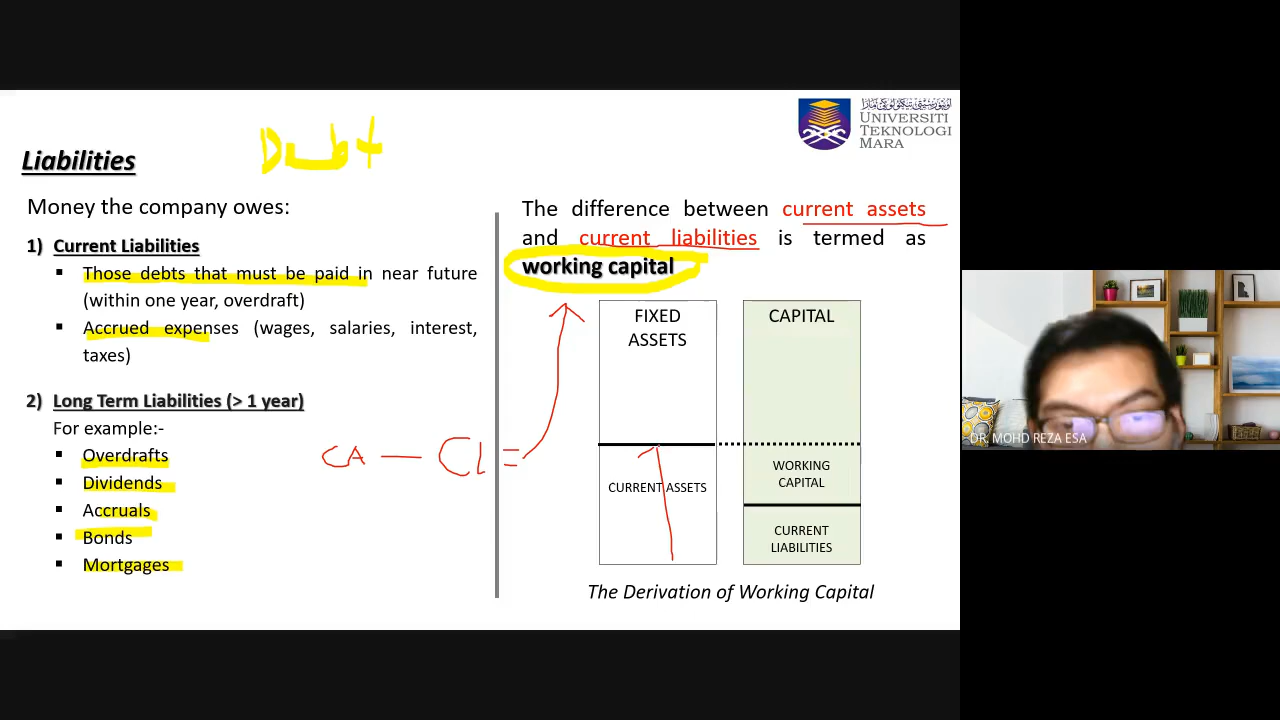 Debt
Liabilities
Money the company owes:
1) Current Liabilities
▪ Those debts that must be paid in near future
(within one year, overdraft)
▪ Accrued expenses (wages, salaries, interest,
taxes)
2) Long Term Liabilities (> 1 year)
For example:-
▪ Overdrafts
▪ Dividends
▪ Accruals
▪ Bonds
▪ Mortgages
CA — CL =
UNIVERSITI
TEKNOLOGI
MARA
The difference between current assets
and current liabilities is termed as
working capital
FIXED
ASSETS
CURRENT ASSETS
CAPITAL
WORKING
CAPITAL
CURRENT
LIABILITIES
The Derivation of Working Capital
DR. MOHD REZA ESA